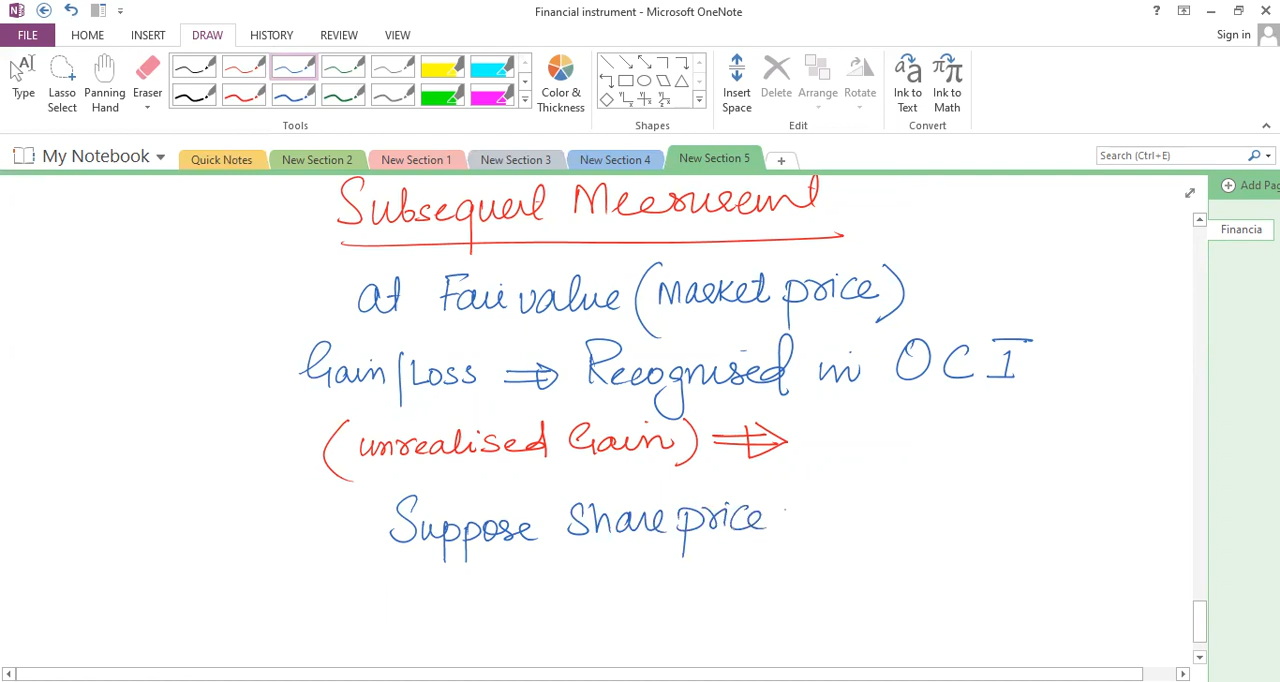 Financial instrument - Microsoft OneNote
?
FILE HOME INSERT DRAW HISTORY REVIEW VIEW
Sign in
Type
Lasso Select
Panning Hand
Eraser
Color & Thickness
Insert Space
Delete
Arrange
Rotate
Ink to Text
Ink to Math
Tools Shapes Edit Convert
My Notebook Quick Notes New Section 2 New Section 1 New Section 3 New Section 4 New Section 5
Search (Ctrl+E)
Add Pag
Financia
Subsequent Measurement
at Fair value (Market price)
Gain/Loss ⇒ Recognised in OCI
(unrealised Gain) ⇒
Suppose Share price